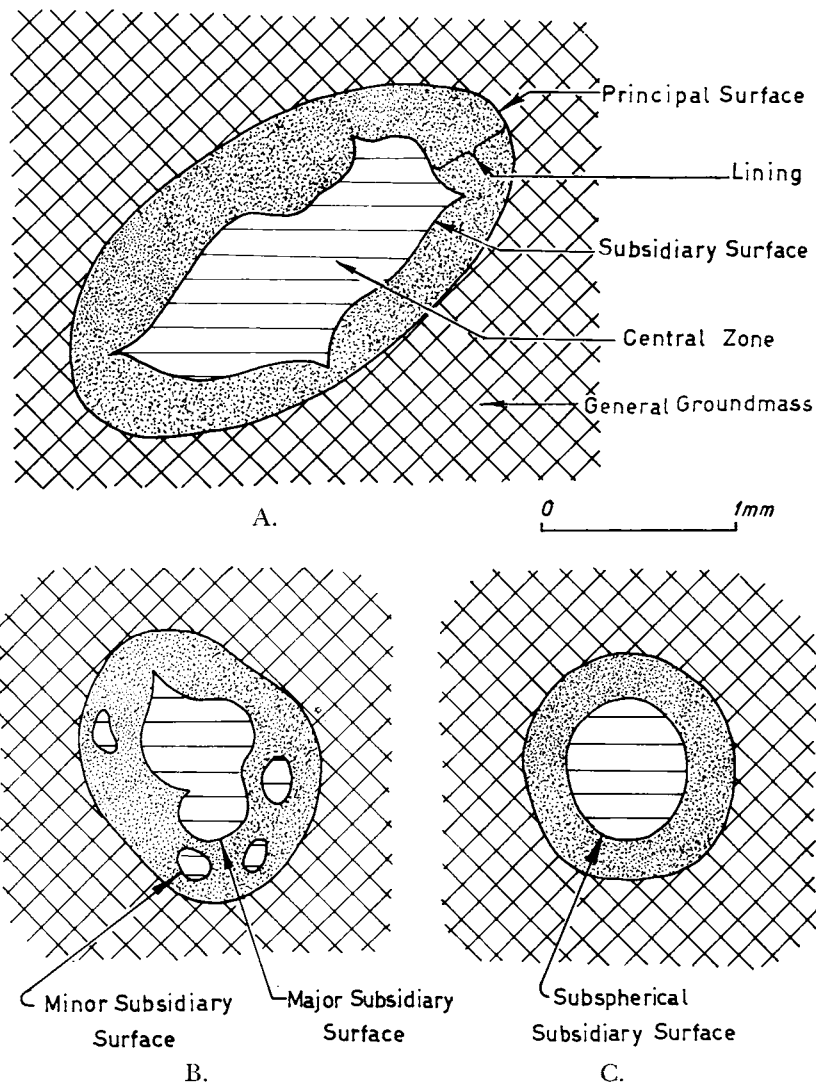 Principal Surface
Lining
Subsidiary Surface
Central Zone
General Groundmass
A.
0 1mm
Minor Subsidiary
Surface
Major Subsidiary
Surface
Subspherical
Subsidiary Surface
B.
C.